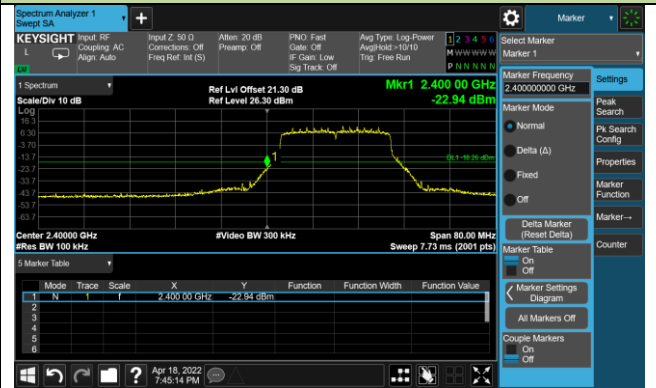 Spectrum Analyzer 1
Swept SA
+
Marker
KEYSIGHT
L
Input: RF
Coupling: AC
Align: Auto
Input Z: 50 Ω
Corrections: Off
Freq Ref: Int (S)
Atten: 20 dB
Preamp: Off
PNO: Fast
Gate: Off
IF Gain: Low
Sig Track: Off
Avg Type: Log-Power
Avg|Hold:>10/10
Trig: Free Run
1 2 3 4 5 6
M W W W W W
P N N N N N
Select Marker
Marker 1
1 Spectrum
Scale/Div 10 dB
Ref Lvl Offset 21.30 dB
Ref Level 26.30 dBm
Mkr1 2.400 00 GHz
-22.94 dBm
Log
16.3
6.30
-3.70
-13.7
-23.7
-33.7
-43.7
-53.7
-63.7
1
DL1 -18.25 dBm
Center 2.40000 GHz
#Res BW 100 kHz
#Video BW 300 kHz
Span 80.00 MHz
Sweep 7.73 ms (2001 pts)
5 Marker Table
Mode Trace Scale X Y Function Function Width Function Value
1 N 1 f 2.400 00 GHz -22.94 dBm
2
3
4
5
6
Marker Frequency
2.400000000 GHz
Marker Mode
Normal
Delta (Δ)
Fixed
Off
Delta Marker
(Reset Delta)
Marker Table
On
Off
Marker Settings
Diagram
All Markers Off
Couple Markers
On
Off
Settings
Peak
Search
Pk Search
Config
Properties
Marker
Function
Marker→
Counter
?
Apr 18, 2022
7:45:14 PM